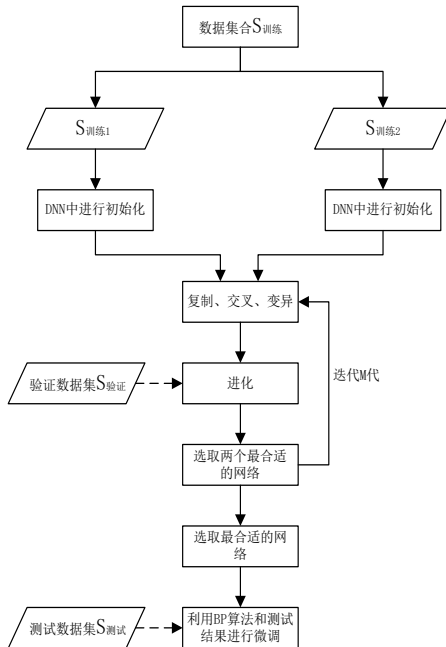 数据集合S训练
S训练1
S训练2
DNN中进行初始化
DNN中进行初始化
复制、交叉、变异
迭代M代
验证数据集S验证
进化
选取两个最合适
的网络
选取最合适的网
络
测试数据集S测试
利用BP算法和测试
结果进行微调